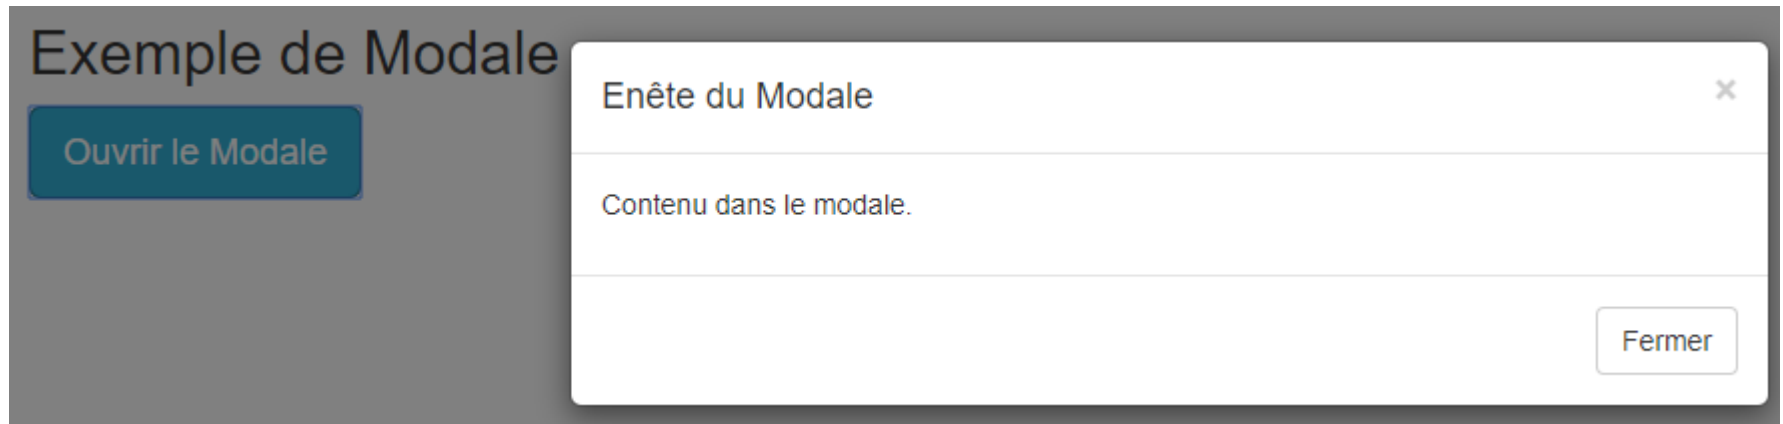 Exemple de Modale
Ouvrir le Modale
Enête du Modale
×
Contenu dans le modale.
Fermer